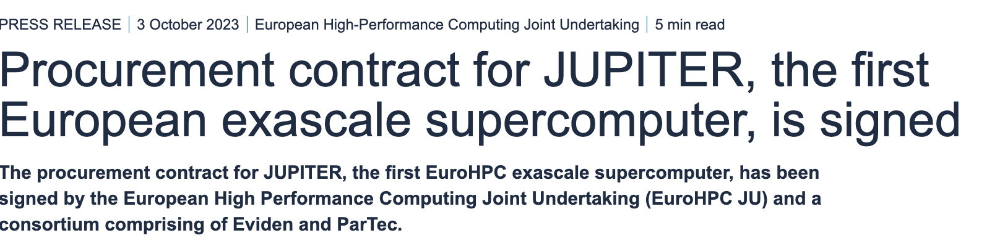 PRESS RELEASE | 3 October 2023 | European High-Performance Computing Joint Undertaking | 5 min read
Procurement contract for JUPITER, the first
European exascale supercomputer, is signed
The procurement contract for JUPITER, the first EuroHPC exascale supercomputer, has been
signed by the European High Performance Computing Joint Undertaking (EuroHPC JU) and a
consortium comprising of Eviden and ParTec.